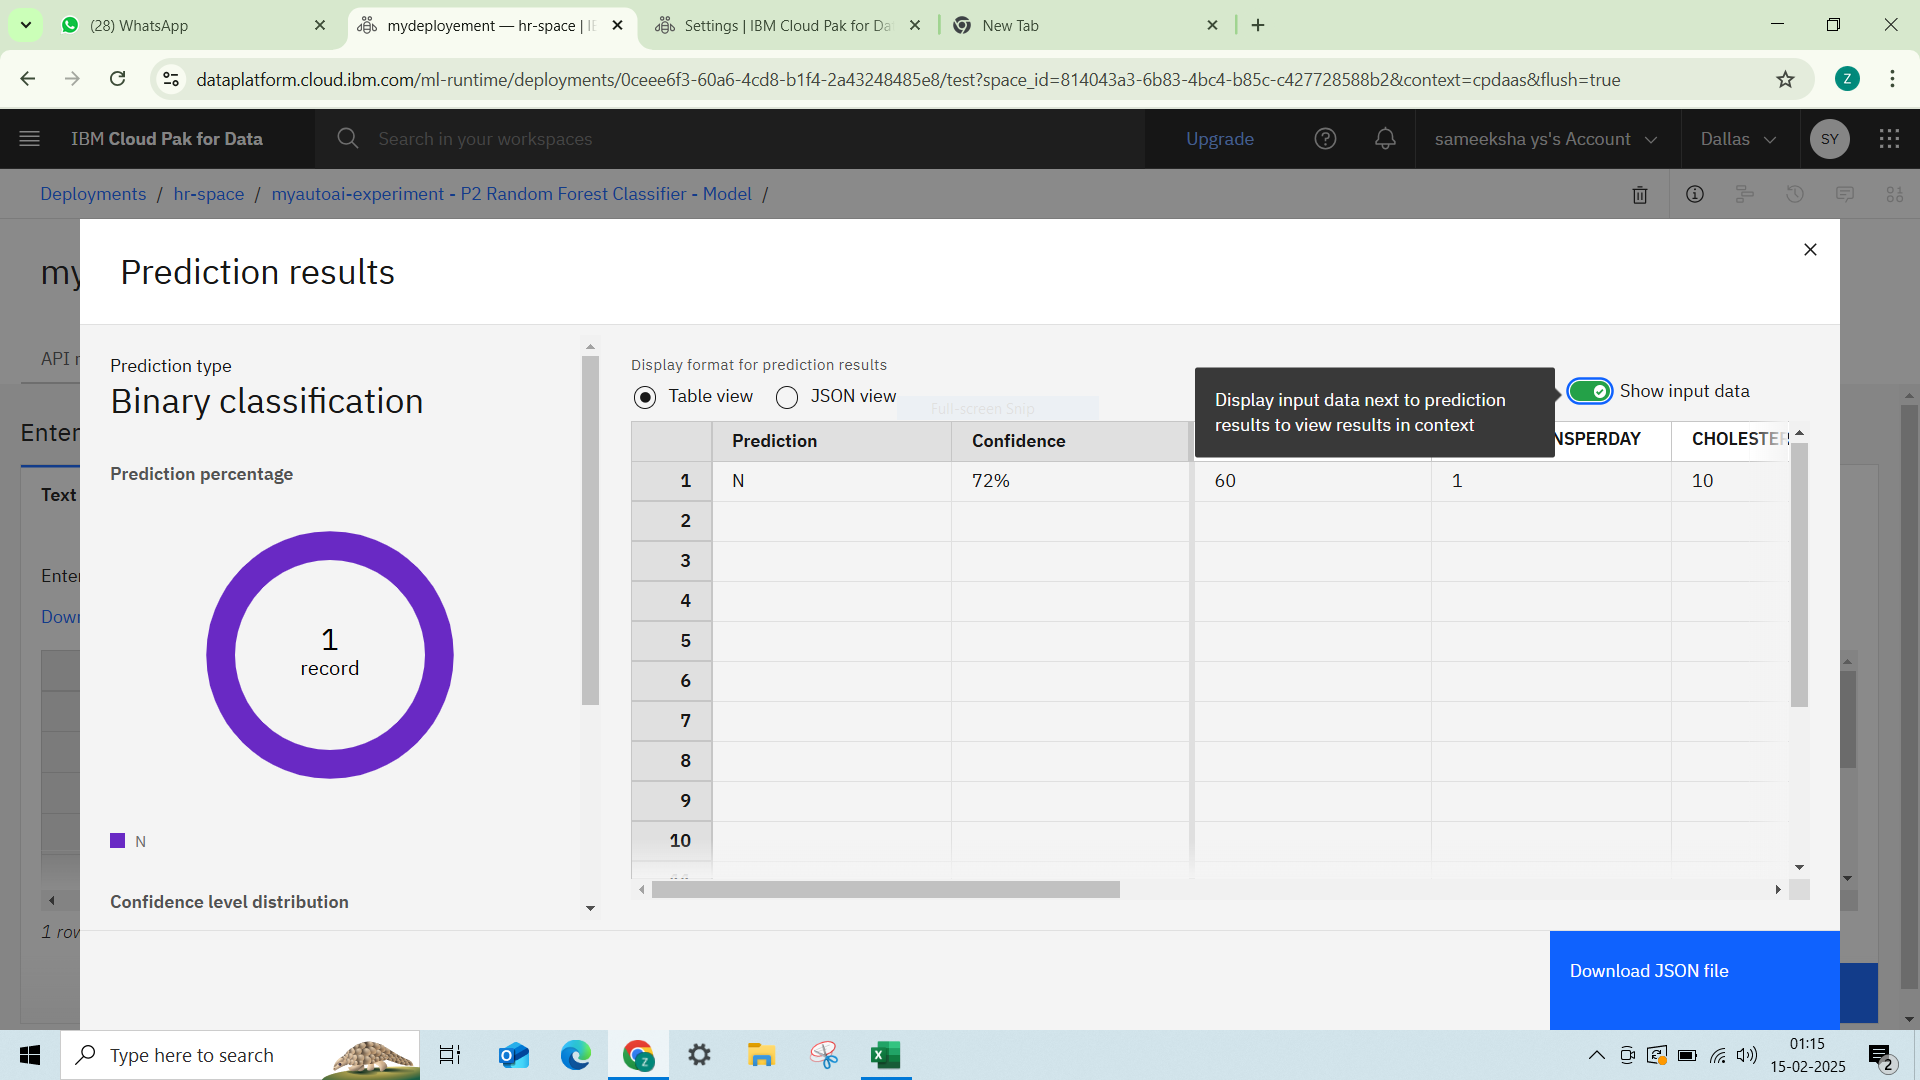 (28) WhatsApp
mydeployement — hr-space | IB
Settings | IBM Cloud Pak for Da
New Tab
dataplatform.cloud.ibm.com/ml-runtime/deployments/0ceee6f3-60a6-4cd8-b1f4-2a43248485e8/test?space_id=814043a3-6b83-4bc4-b85c-c427728588b2&context=cpdaas&flush=true
Z
IBM Cloud Pak for Data
Search in your workspaces
Upgrade
sameeksha ys's Account
Dallas
SY
Deployments / hr-space / myautoai-experiment - P2 Random Forest Classifier - Model /
my
Prediction results
API r
Enter
Text
Enter
Down
1 row
Prediction type
Binary classification
Prediction percentage
1
record
N
Confidence level distribution
Display format for prediction results
Table view
JSON view
Full-screen Snip
Display input data next to prediction
results to view results in context
Show input data
Prediction Confidence NSPERDAY CHOLESTER
1 N 72% 60 1 10
2
3
4
5
6
7
8
9
10
Download JSON file
Type here to search
Z
01:15
15-02-2025
2